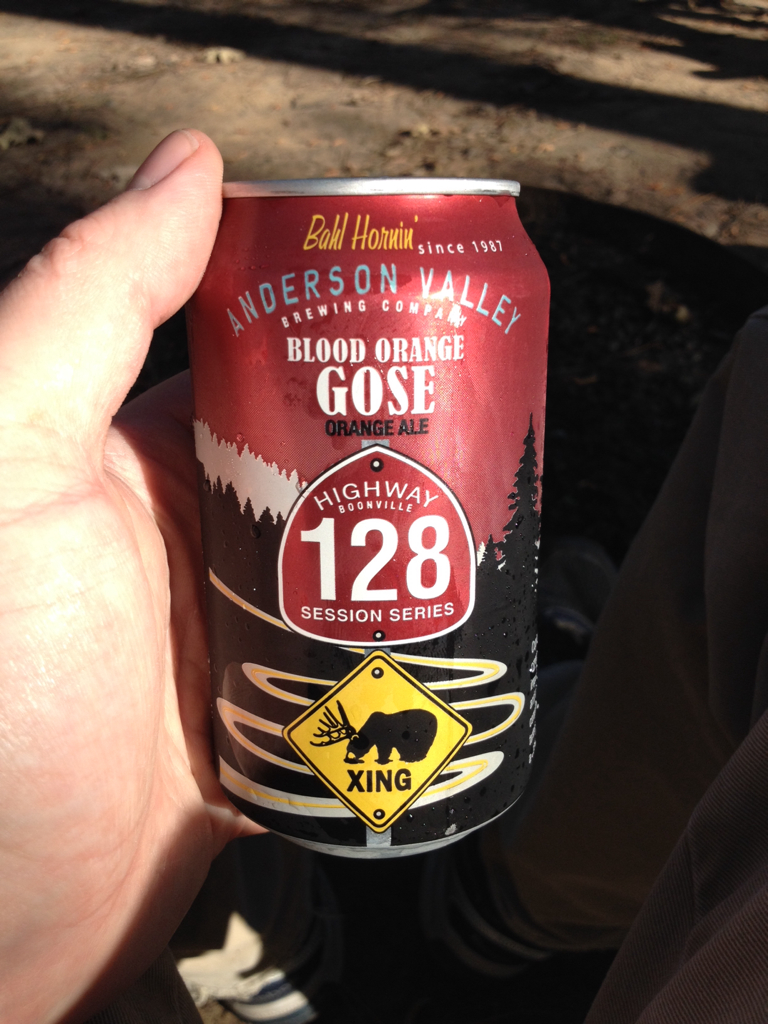 Bahl Hornin' since 1987
ANDERSON VALLEY
BREWING COMPANY
BLOOD ORANGE
GOSE
ORANGE ALE
HIGHWAY
BOONVILLE
128
SESSION SERIES
XING